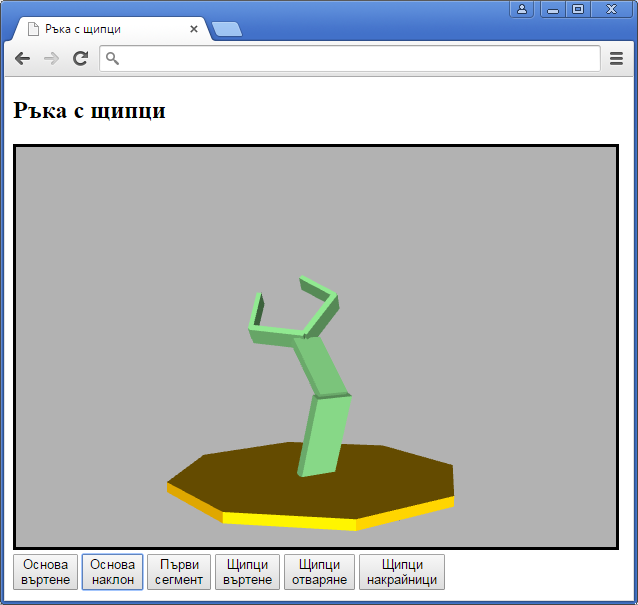 Ръка с щипци
Ръка с щипци
Основа
въртене
Основа
наклон
Първи
сегмент
Щипци
въртене
Щипци
отваряне
Щипци
накрайници